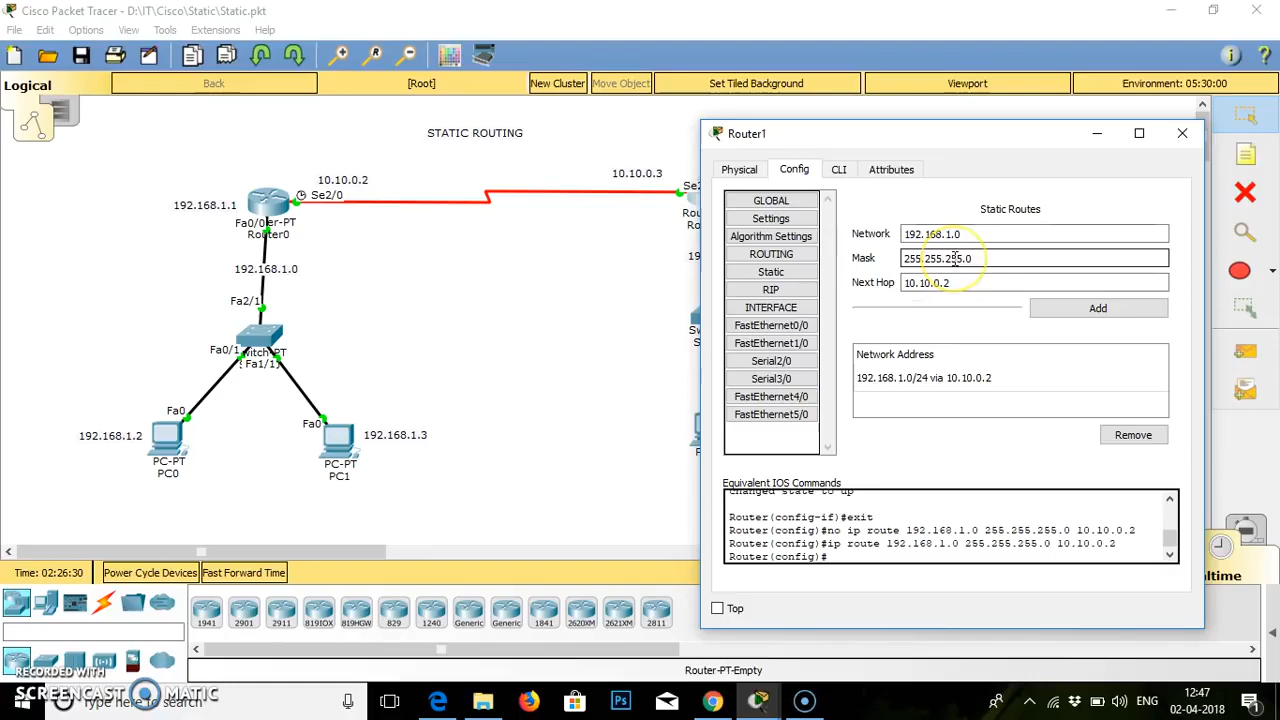 Cisco Packet Tracer - D:\IT\Cisco\Static\Static.pkt
File Edit Options View Tools Extensions Help
Logical Back [Root] New Cluster Move Object Set Tiled Background Viewport Environment: 05:30:00
STATIC ROUTING
10.10.0.2
Se2/0
10.10.0.3
192.168.1.1
Fa0/0
Router0
192.168.1.0
Fa2/1
Fa0/1
Fa1/1
Fa0
Fa0
192.168.1.2
192.168.1.3
PC-PT
PC0
PC-PT
PC1
Router1
Physical Config CLI Attributes
GLOBAL
Settings
Algorithm Settings
ROUTING
Static
RIP
INTERFACE
FastEthernet0/0
FastEthernet1/0
Serial2/0
Serial3/0
FastEthernet4/0
FastEthernet5/0
Static Routes
Network 192.168.1.0
Mask 255.255.255.0
Next Hop 10.10.0.2
Add
Network Address
192.168.1.0/24 via 10.10.0.2
Remove
Equivalent IOS Commands
changed state to up
Router(config-if)#exit
Router(config)#no ip route 192.168.1.0 255.255.255.0 10.10.0.2
Router(config)#ip route 192.168.1.0 255.255.255.0 10.10.0.2
Router(config)#
Top
Time: 02:26:30 Power Cycle Devices Fast Forward Time
1941 2901 2911 819IOX 819HGW 829 1240 Generic Generic 1841 2620XM 2621XM 2811
Router-PT-Empty
RECORDED WITH
SCREENCAST MATIC
Type here to search
ENG
12:47
02-04-2018